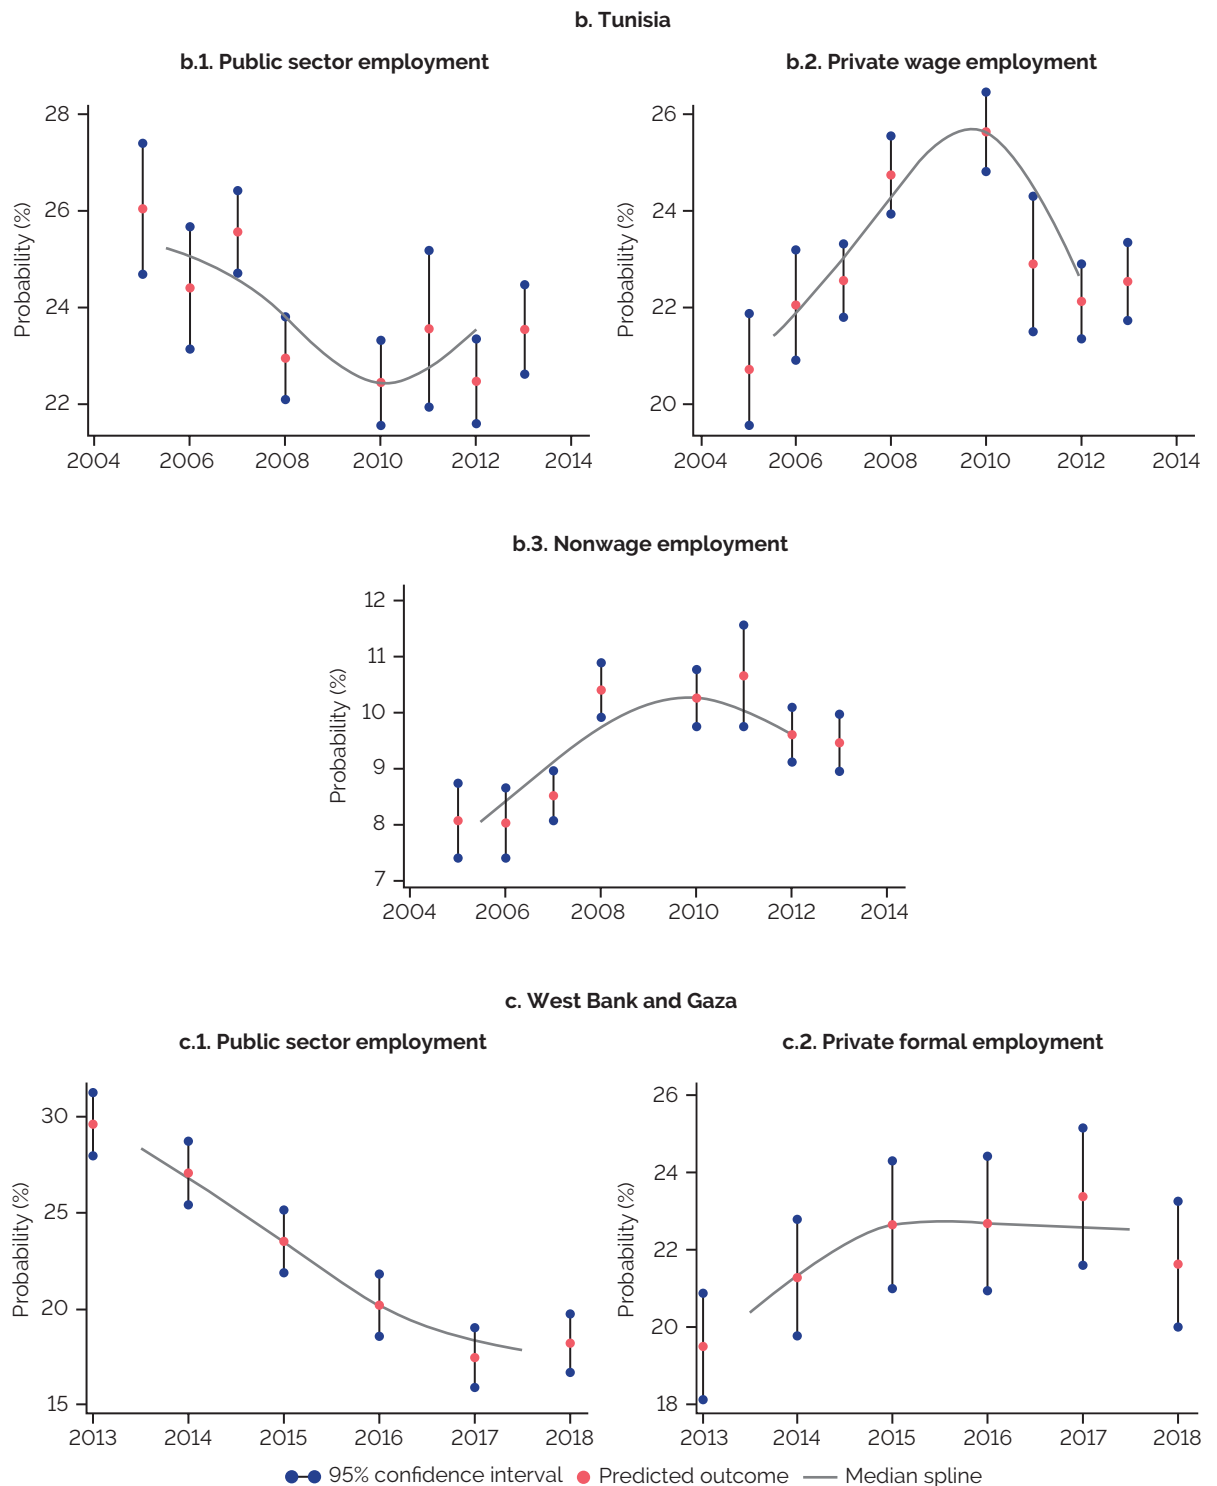 b. Tunisia
b.1. Public sector employment
Probability (%)
28
26
24
22
2004 2006 2008 2010 2012 2014
b.2. Private wage employment
Probability (%)
26
24
22
20
2004 2006 2008 2010 2012 2014
b.3. Nonwage employment
Probability (%)
12
11
10
9
8
7
2004 2006 2008 2010 2012 2014
c. West Bank and Gaza
c.1. Public sector employment
Probability (%)
30
25
20
15
2013 2014 2015 2016 2017 2018
c.2. Private formal employment
Probability (%)
26
24
22
20
18
2013 2014 2015 2016 2017 2018
95% confidence interval Predicted outcome Median spline